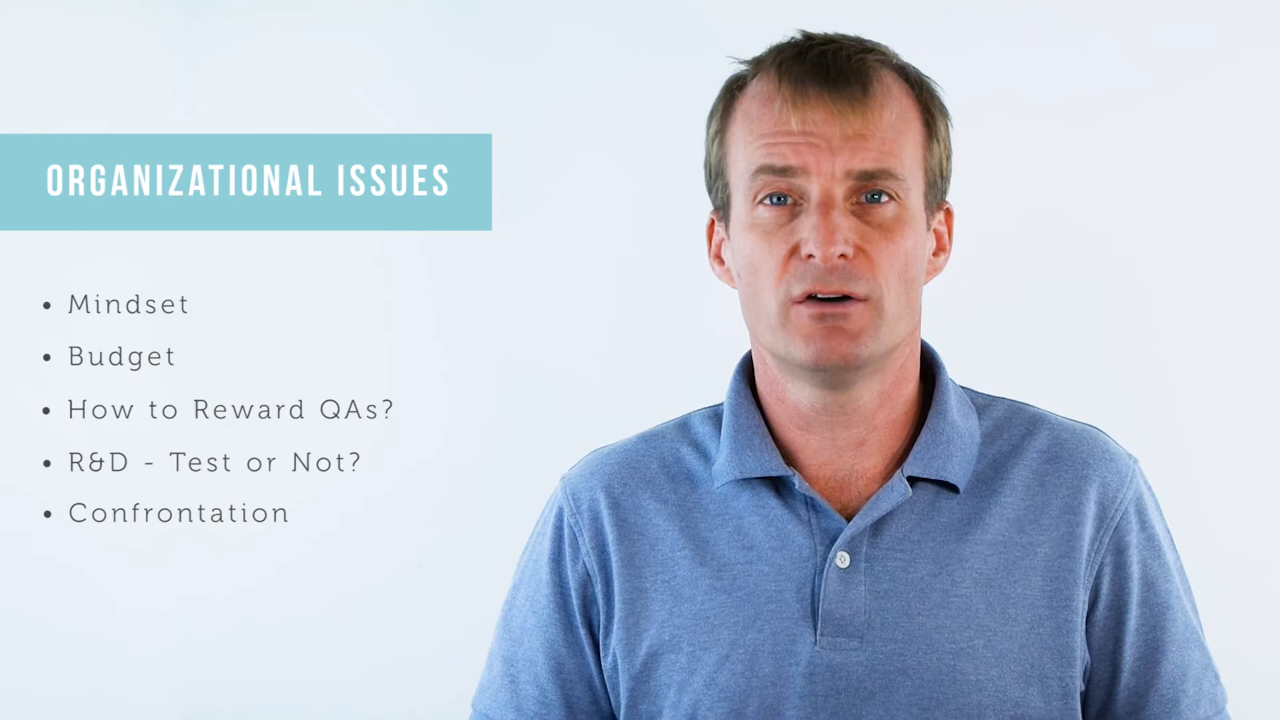 ORGANIZATIONAL ISSUES
• Mindset
• Budget
• How to Reward QAs?
• R&D - Test or Not?
• Confrontation